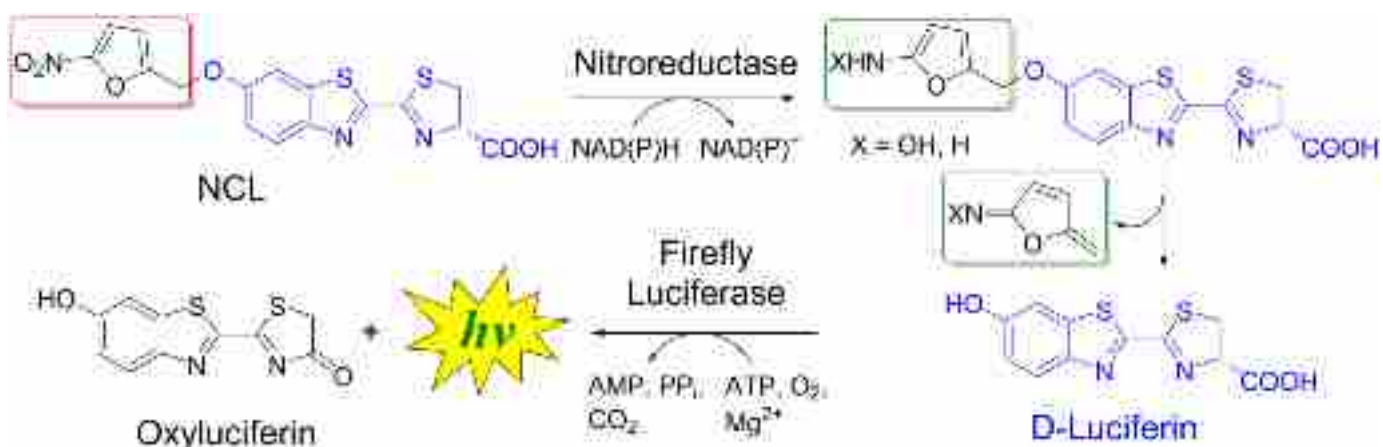 O₂N O O S N S N COOH
NCL
Nitroreductase
NAD(P)H NAD(P)⁺
XHN O O S N S N COOH
X = OH, H
XN O
HO S N S N COOH
D-Luciferin
Firefly
Luciferase
ATP, O₂,
Mg²⁺
AMP, PPᵢ,
CO₂
hν
+
HO S N S N O
Oxyluciferin